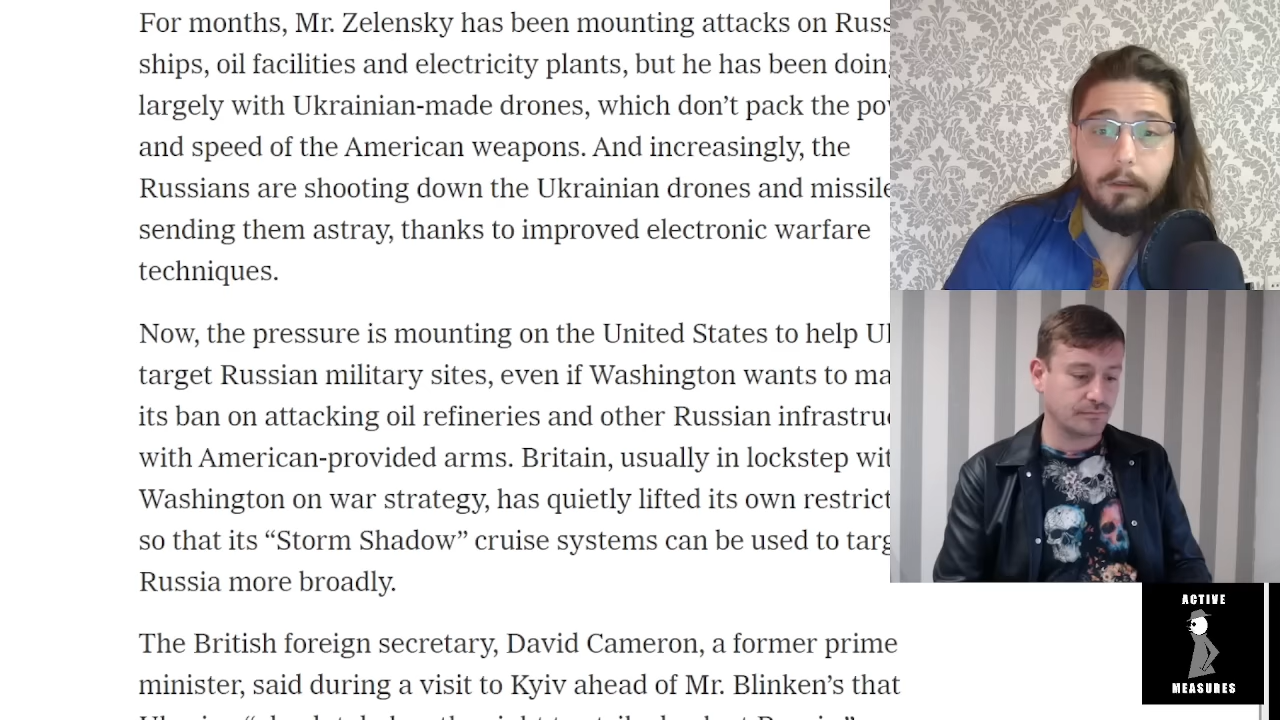 For months, Mr. Zelensky has been mounting attacks on Russ
ships, oil facilities and electricity plants, but he has been doin
largely with Ukrainian-made drones, which don’t pack the po
and speed of the American weapons. And increasingly, the
Russians are shooting down the Ukrainian drones and missile
sending them astray, thanks to improved electronic warfare
techniques.
Now, the pressure is mounting on the United States to help U
target Russian military sites, even if Washington wants to ma
its ban on attacking oil refineries and other Russian infrastru
with American-provided arms. Britain, usually in lockstep wit
Washington on war strategy, has quietly lifted its own restrict
so that its “Storm Shadow” cruise systems can be used to targ
Russia more broadly.
The British foreign secretary, David Cameron, a former prime
minister, said during a visit to Kyiv ahead of Mr. Blinken’s that
ACTIVE
MEASURES